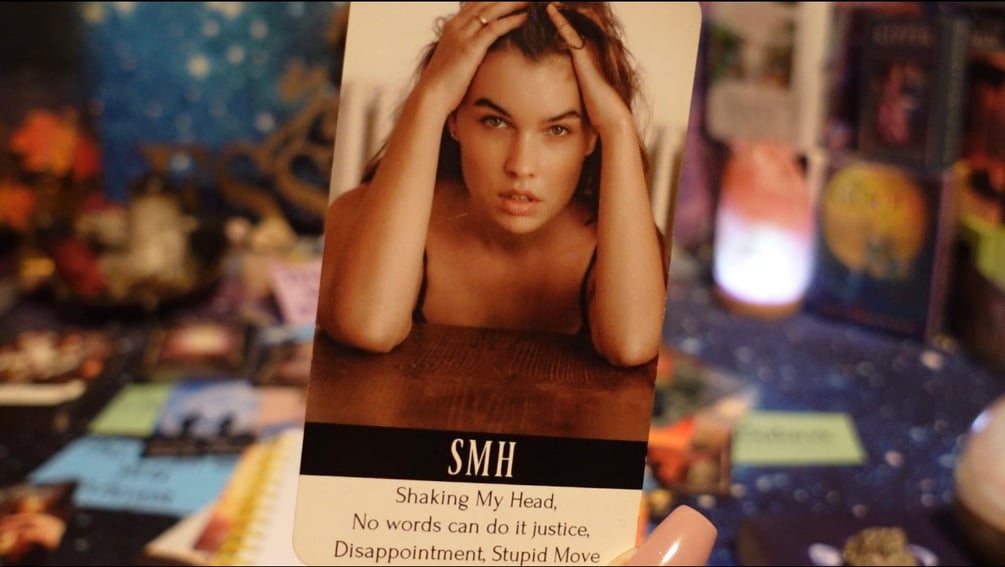 SMH
Shaking My Head,
No words can do it justice,
Disappointment, Stupid Move